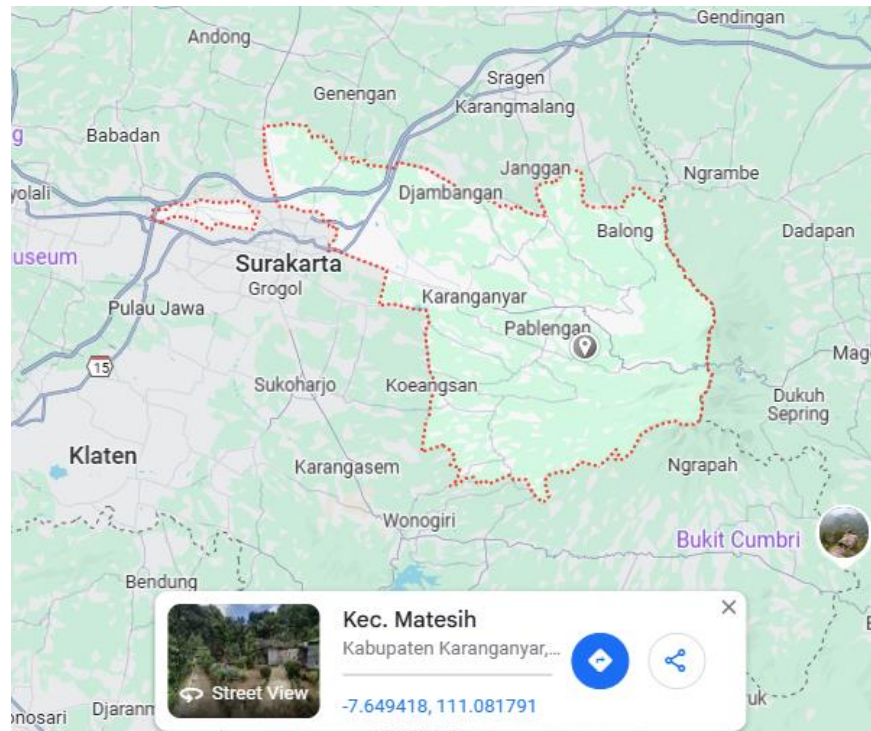 Gendingan
Andong
Sragen
Genengan
Karangmalang
g
Babadan
Janggan
Ngrambe
yolali
Djambangan
Balong
Dadapan
useum
Surakarta
Grogol
Karanganyar
Pulau Jawa
Pablengan
Mag
15
Sukoharjo
Koeangsan
Dukuh
Sepring
Klaten
Karangasem
Ngrapah
Wonogiri
Bukit Cumbri
Bendung
Kec. Matesih
Kabupaten Karanganyar,...
Street View
-7.649418, 111.081791
onosari
Djaranm
uk